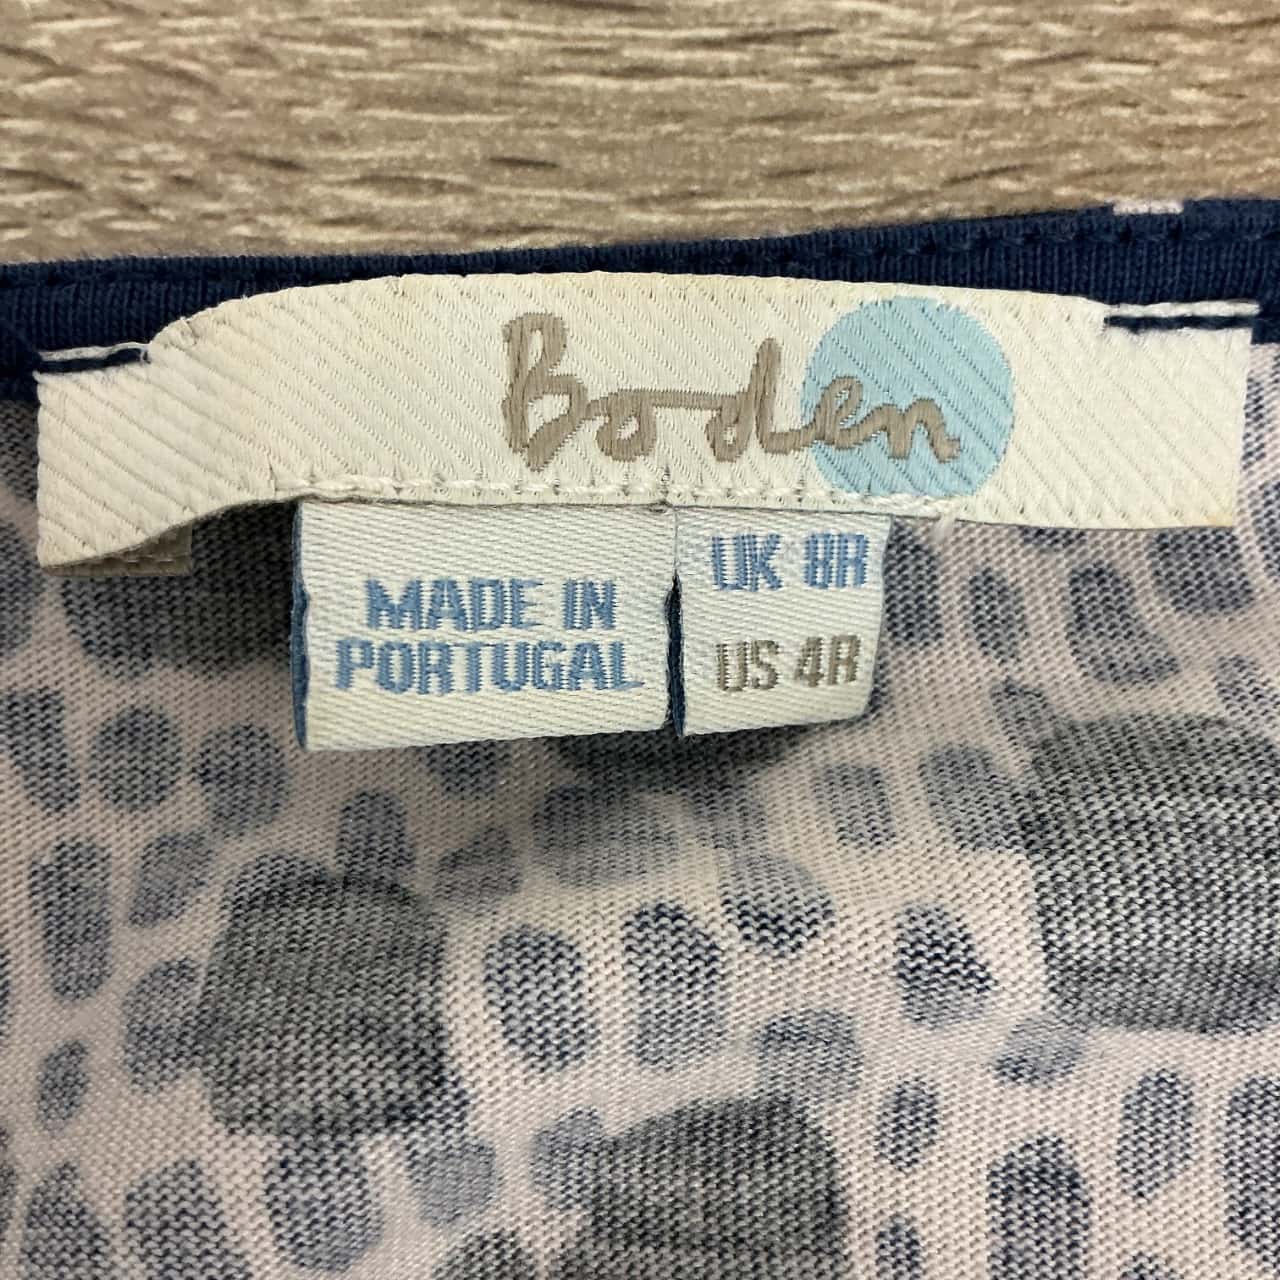 Boden
MADE IN
PORTUGAL
UK 8R
US 4R